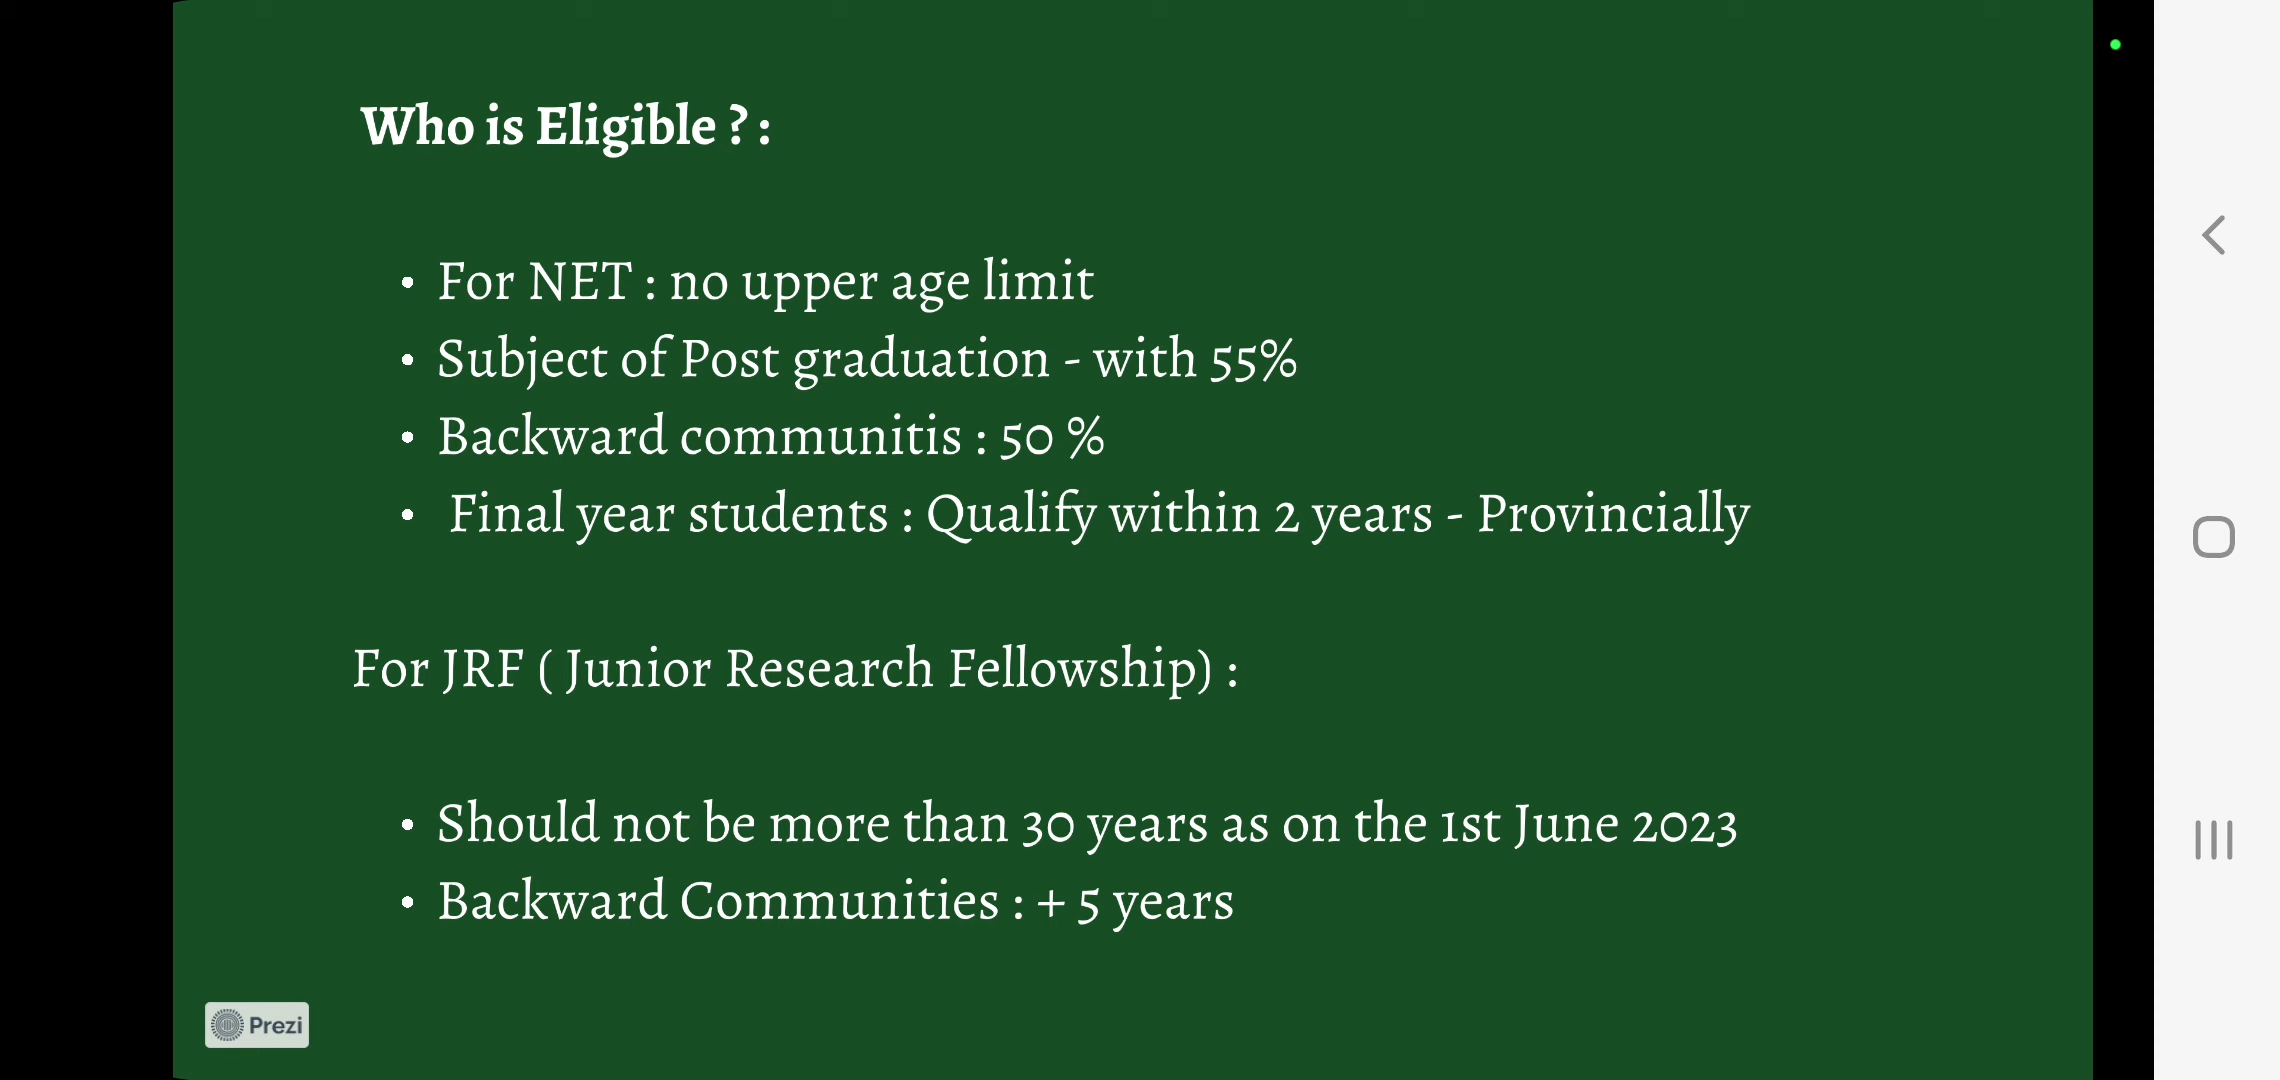 Who is Eligible ? :
• For NET : no upper age limit
• Subject of Post graduation - with 55%
• Backward communitis : 50 %
• Final year students : Qualify within 2 years - Provincially
For JRF ( Junior Research Fellowship) :
• Should not be more than 30 years as on the 1st June 2023
• Backward Communities : + 5 years
Prezi